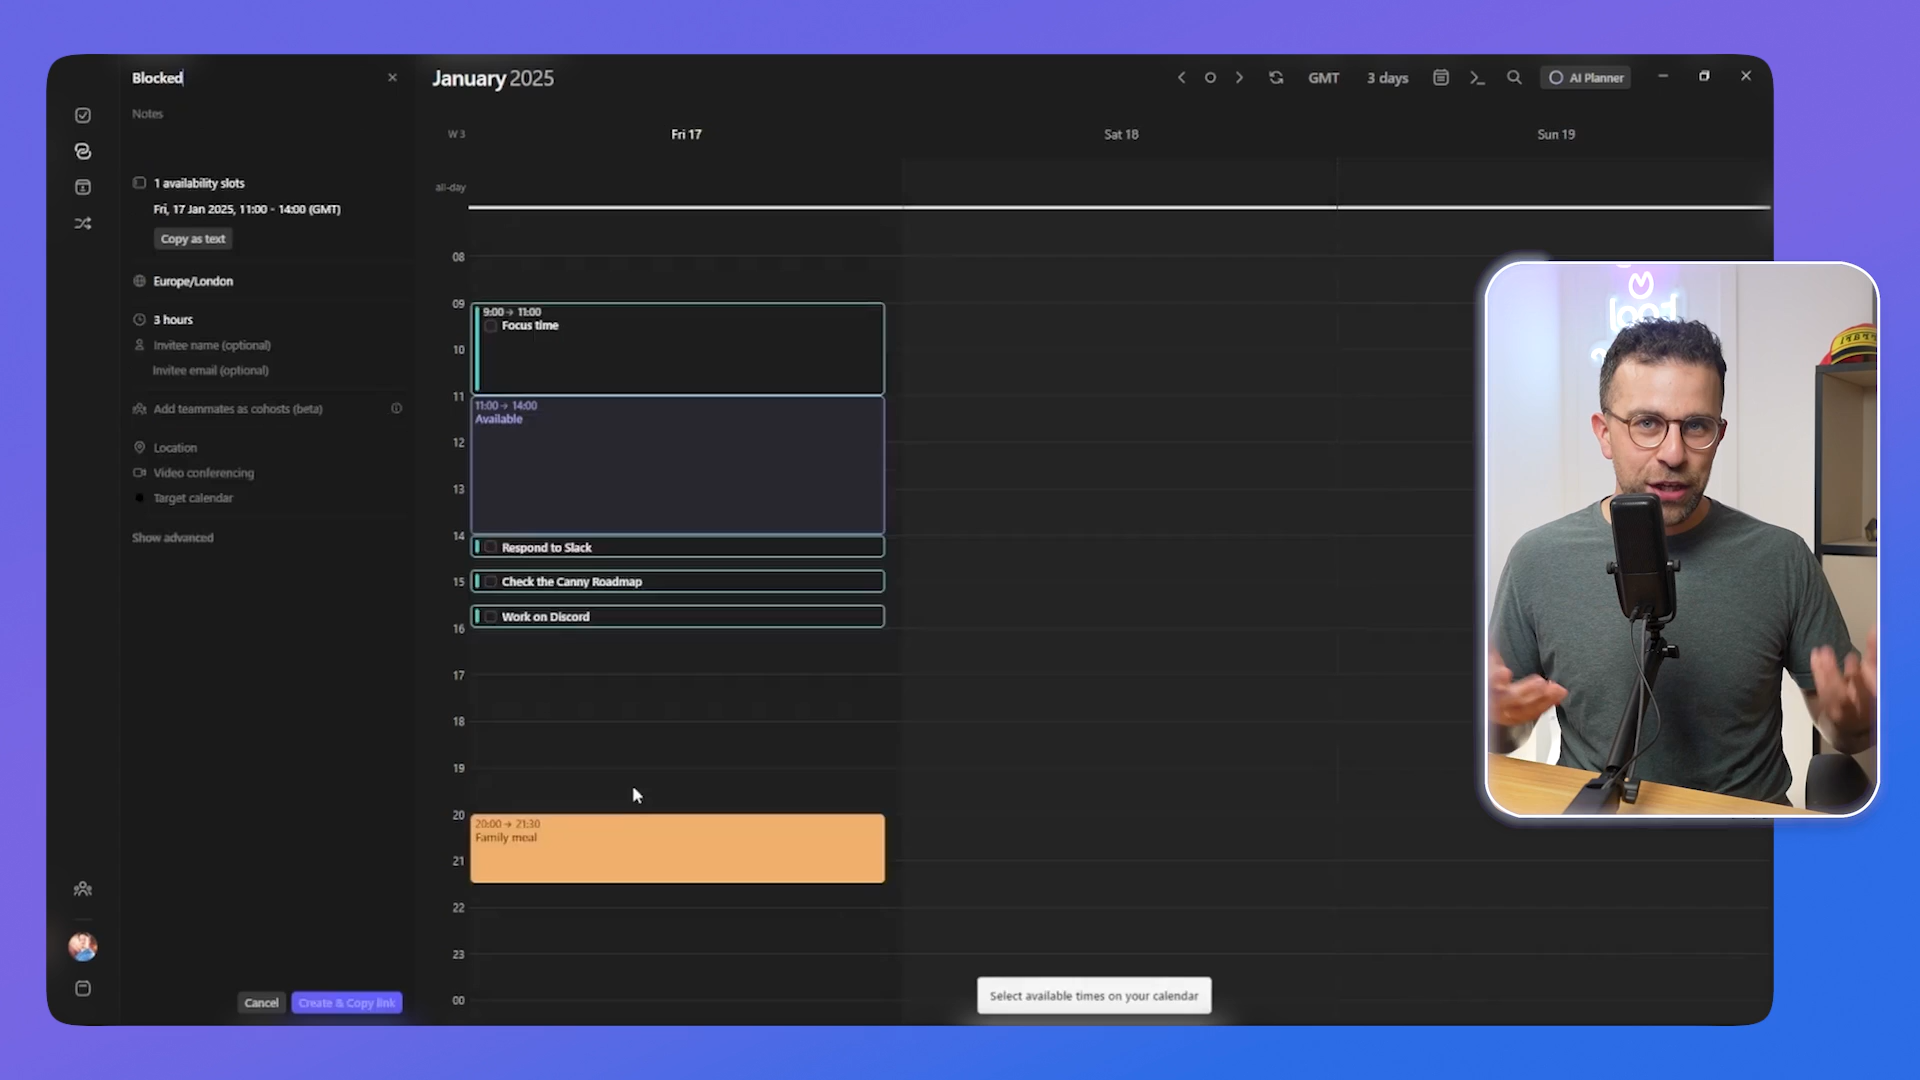 Blocked
Notes
1 availability slots
Fri, 17 Jan 2025, 11:00 - 14:00 (GMT)
Copy as text
Europe/London
3 hours
Invitee name (optional)
Invitee email (optional)
Add teammates as cohosts (beta)
Location
Video conferencing
Target calendar
Show advanced
Cancel
Create & Copy link
January 2025
GMT
3 days
AI Planner
W 3
Fri 17
Sat 18
Sun 19
all-day
08
09
9:00 → 11:00
Focus time
10
11
11:00 → 14:00
Available
12
13
14
Respond to Slack
15
Check the Canny Roadmap
Work on Discord
16
17
18
19
20
20:00 → 21:30
Family meal
21
22
23
00
Select available times on your calendar